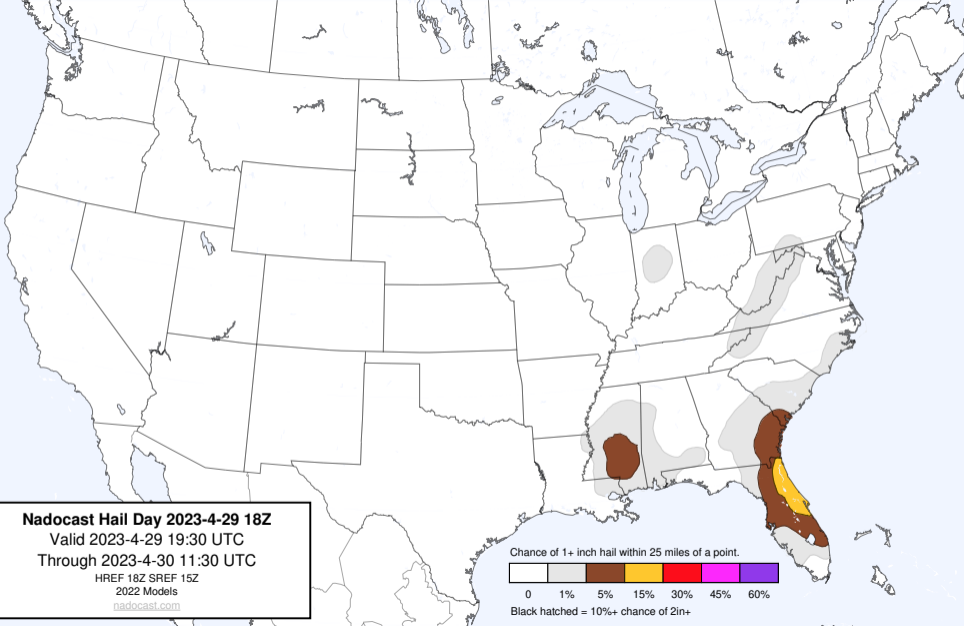 Nadocast Hail Day 2023-4-29 18Z
Valid 2023-4-29 19:30 UTC
Through 2023-4-30 11:30 UTC
HREF 18Z SREF 15Z
2022 Models
nadocast.com
Chance of 1+ inch hail within 25 miles of a point.
0 1% 5% 15% 30% 45% 60%
Black hatched = 10%+ chance of 2in+